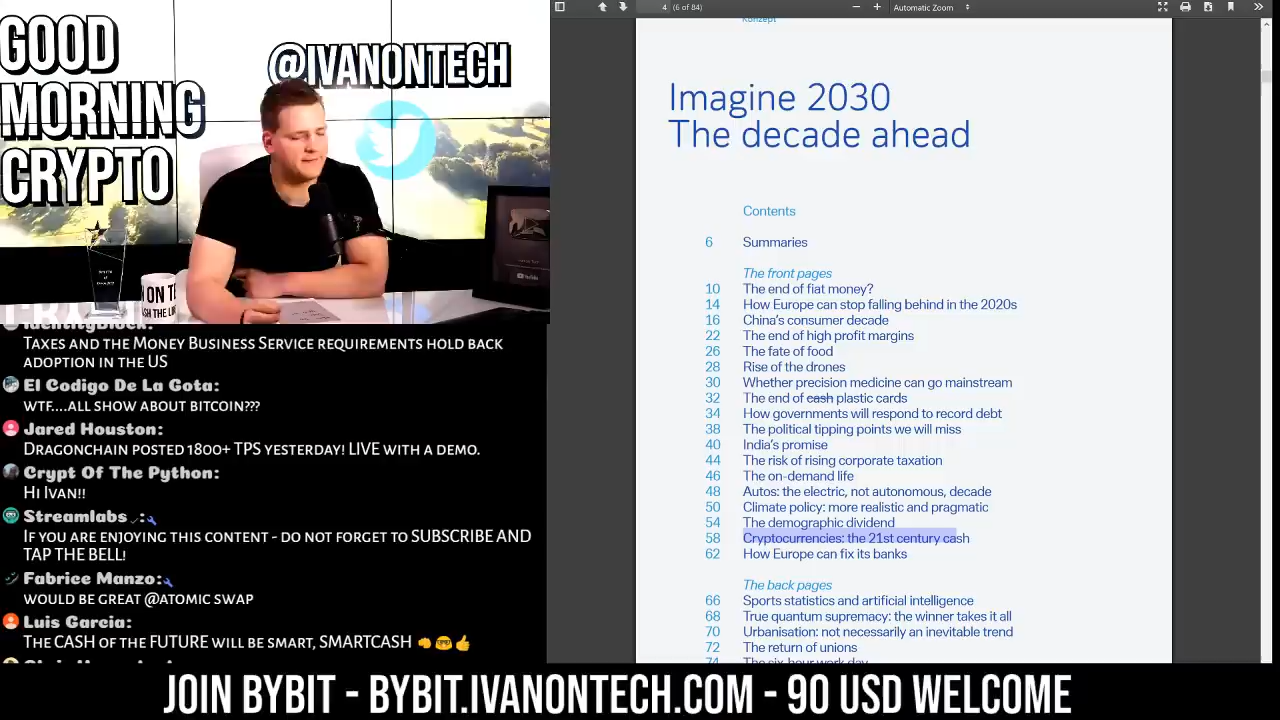 GOOD
MORNING
CRYPTO
@IVANONTECH
YouTube
ON T
IdentityBlock:
Taxes and the Money Business Service requirements hold back
adoption in the US
El Codigo De La Gota:
WTF....ALL SHOW ABOUT BITCOIN???
Jared Houston:
Dragonchain posted 1800+ TPS yesterday! LIVE with a demo.
Crypt Of The Python:
Hi Ivan!!
Streamlabs
If you are enjoying this content - do not forget to SUBSCRIBE AND
TAP THE BELL!
Fabrice Manzo:
would be great @atomic swap
Luis Garcia:
The CASH of the FUTURE will be smart, SMARTCASH
4 (6 of 84)
Automatic Zoom
Konzept
Imagine 2030
The decade ahead
Contents
6 Summaries
The front pages
10 The end of fiat money?
14 How Europe can stop falling behind in the 2020s
16 China's consumer decade
22 The end of high profit margins
26 The fate of food
28 Rise of the drones
30 Whether precision medicine can go mainstream
32 The end of cash plastic cards
34 How governments will respond to record debt
38 The political tipping points we will miss
40 India's promise
44 The risk of rising corporate taxation
46 The on-demand life
48 Autos: the electric, not autonomous, decade
50 Climate policy: more realistic and pragmatic
54 The demographic dividend
58 Cryptocurrencies: the 21st century cash
62 How Europe can fix its banks
The back pages
66 Sports statistics and artificial intelligence
68 True quantum supremacy: the winner takes it all
70 Urbanisation: not necessarily an inevitable trend
72 The return of unions
74 The six-hour work day
JOIN BYBIT - BYBIT.IVANONTECH.COM - 90 USD WELCOME